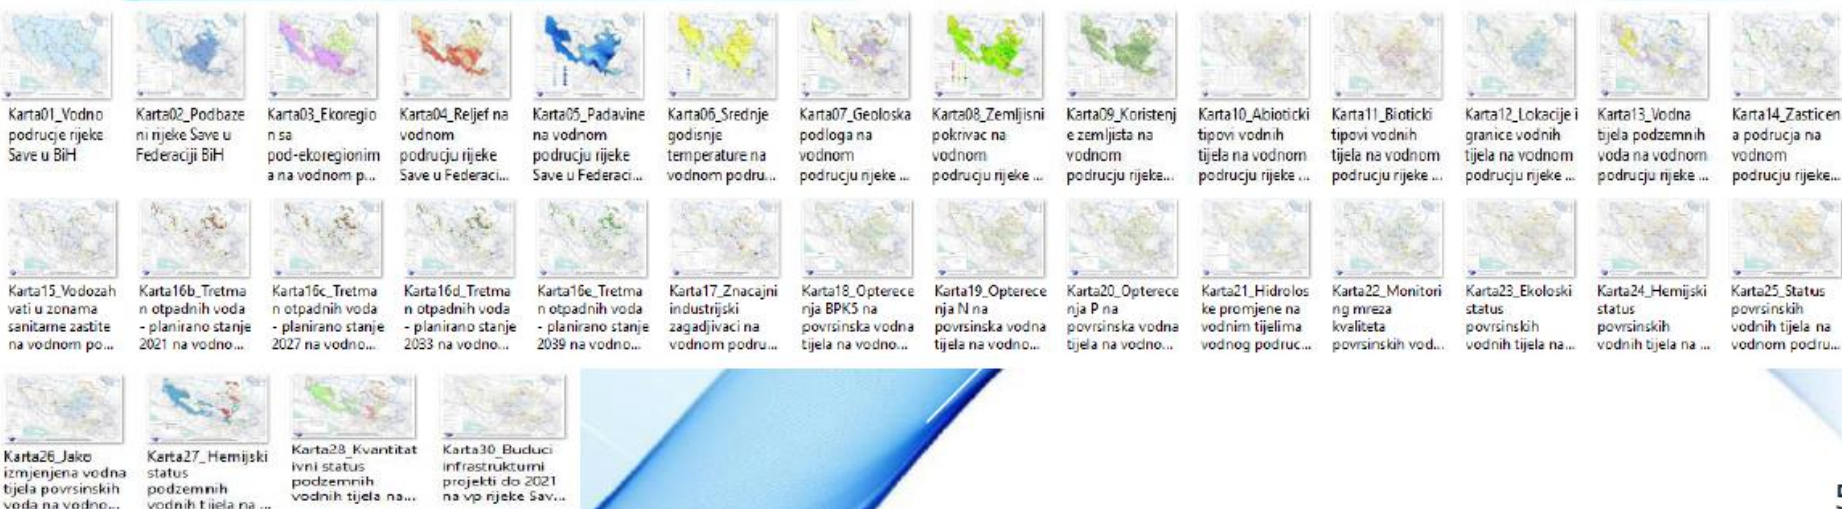 Karta01_Vodno
podrucje rijeke
Save u BiH
Karta02_Podbaze
ni rijeke Save u
Federaciji BiH
Karta03_Ekoregio
n sa
pod-ekoregionim
a na vodnom p...
Karta04_Reljef na
vodnom
podrucju rijeke
Save u Federaci...
Karta05_Padavine
na vodnom
podrucju rijeke
Save u Federaci...
Karta06_Srednje
godisnje
temperature na
vodnom podru...
Karta07_Geoloska
podloga na
vodnom
podrucju rijeke ...
Karta08_Zemljisni
pokrivac na
vodnom
podrucju rijeke ...
Karta09_Koristenj
e zemljista na
vodnom
podrucju rijeke...
Karta10_Abioticki
tipovi vodnih
tijela na vodnom
podrucju rijeke ...
Karta11_Bioticki
tipovi vodnih
tijela na vodnom
podrucju rijeke ...
Karta12_Lokacije i
granice vodnih
tijela na vodnom
podrucju rijeke ...
Karta13_Vodna
tijela podzemnih
voda na vodnom
podrucju rijeke ...
Karta14_Zasticen
a podrucja na
vodnom
podrucju rijeke...
Karta15_Vodozah
vati u zonama
sanitarne zastite
na vodnom po...
Karta16b_Tretma
n otpadnih voda
- planirano stanje
2021 na vodno...
Karta16c_Tretma
n otpadnih voda
- planirano stanje
2027 na vodno...
Karta16d_Tretma
n otpadnih voda
- planirano stanje
2033 na vodno...
Karta16e_Tretma
n otpadnih voda
- planirano stanje
2039 na vodno...
Karta17_Znacajni
industrijski
zagadjivaci na
vodnom podru...
Karta18_Opterece
nja BPK5 na
povrsinska vodna
tijela na vodno...
Karta19_Opterece
nja N na
povrsinska vodna
tijela na vodno...
Karta20_Opterece
nja P na
povrsinska vodna
tijela na vodno...
Karta21_Hidrolos
ke promjene na
vodnim tijelima
vodnog podruc...
Karta22_Monitori
ng mreza
kvaliteta
povrsinskih vod...
Karta23_Ekoloski
status
povrsinskih
vodnih tijela na...
Karta24_Hemijski
status
povrsinskih
vodnih tijela na ...
Karta25_Status
povrsinskih
vodnih tijela na
vodnom podru...
Karta26_Jako
izmjenjena vodna
tijela povrsinskih
voda na vodno...
Karta27_Hemijski
status
podzemnih
vodnih tijela na ...
Karta28_Kvantitat
ivni status
podzemnih
vodnih tijela na...
Karta30_Buduci
infrastrukturni
projekti do 2021
na vp rijeke Sav...